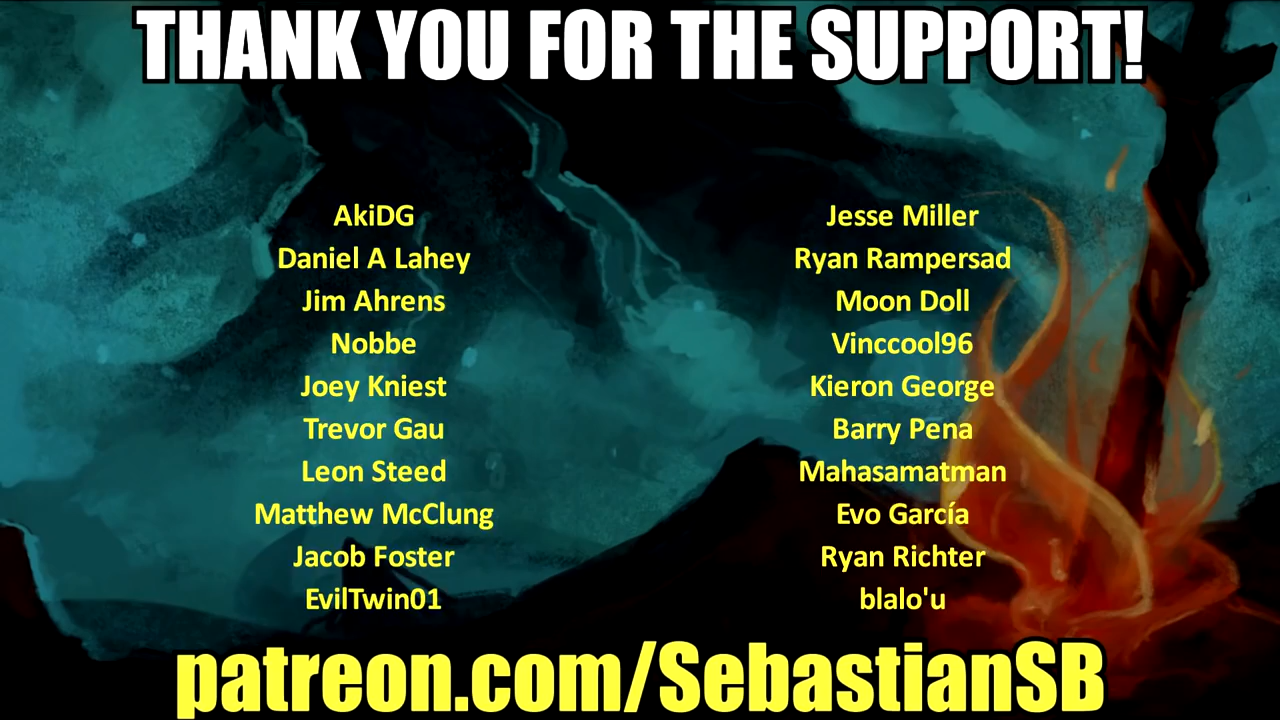 THANK YOU FOR THE SUPPORT!
AkiDG
Daniel A Lahey
Jim Ahrens
Nobbe
Joey Kniest
Trevor Gau
Leon Steed
Matthew McClung
Jacob Foster
EvilTwin01
Jesse Miller
Ryan Rampersad
Moon Doll
Vinccool96
Kieron George
Barry Pena
Mahasamatman
Evo García
Ryan Richter
blalo'u
patreon.com/SebastianSB